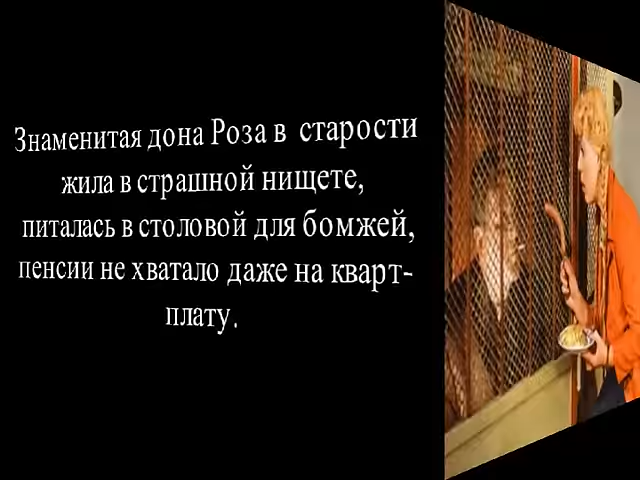 Знаменитая дона Роза в старости
жила в страшной нищете,
питалась в столовой для бомжей,
пенсии не хватало даже на кварт-
плату.